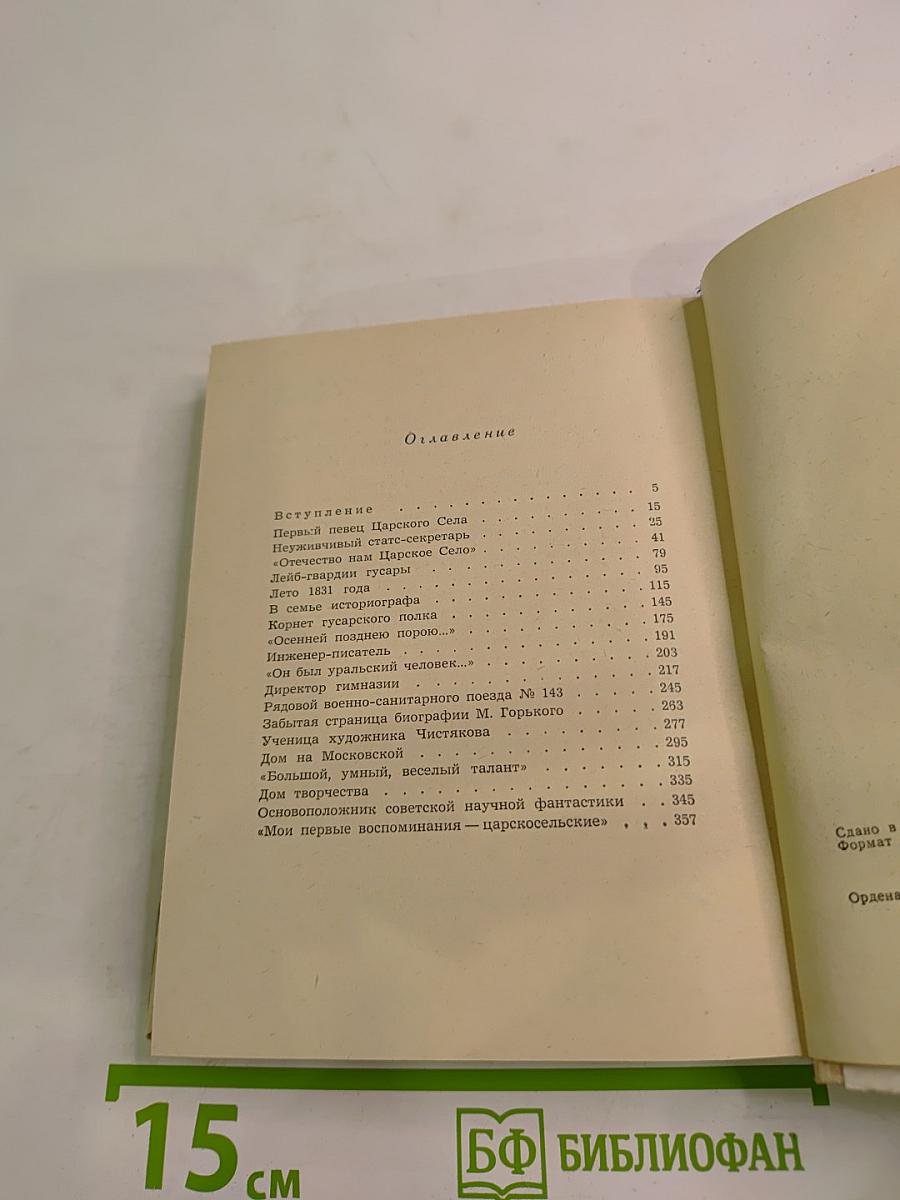 Оглавление
Вступление . . . . . . . . . . . . . . 5
Первый певец Царского Села . . . . . . . . 15
Неуживчивый статс-секретарь . . . . . . . . 25
«Отечество нам Царское Село» . . . . . . . . 41
Лейб-гвардии гусары . . . . . . . . . . . 79
Лето 1831 года . . . . . . . . . . . . . 95
В семье историографа . . . . . . . . . . . 115
Корнет гусарского полка . . . . . . . . . . 145
«Осенней позднею порою...» . . . . . . . . . 175
Инженер-писатель . . . . . . . . . . . . 191
«Он был уральский человек...» . . . . . . . . 203
Директор гимназии . . . . . . . . . . . . 217
Рядовой военно-санитарного поезда № 143 . . . . . 245
Забытая страница биографии М. Горького . . . . . 263
Ученица художника Чистякова . . . . . . . . 277
Дом на Московской . . . . . . . . . . . . 295
«Большой, умный, веселый талант» . . . . . . . 315
Дом творчества . . . . . . . . . . . . . 335
Основоположник советской научной фантастики . . . 345
«Мои первые воспоминания — царскосельские» . . . 357
Сдано в
Формат
Ордена
15 см
БФ БИБЛИОФАН